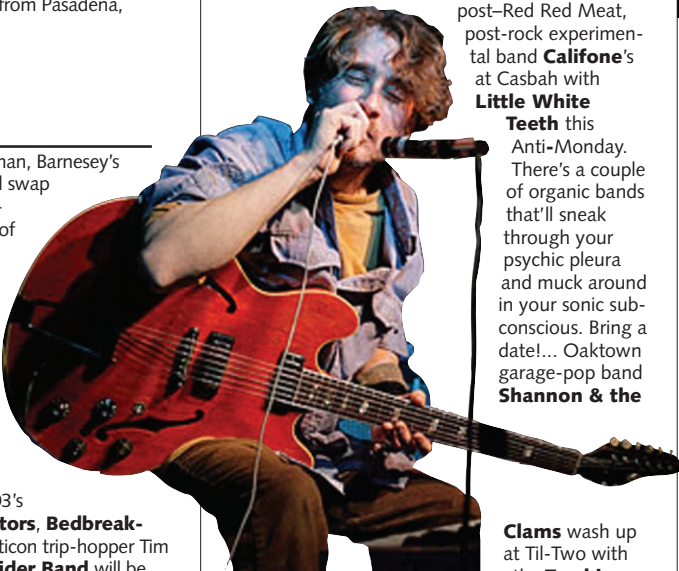 from Pasadena,
Barnesey's
swap
of
03's
tors, Bedbreak-
ticon trip-hopper Tim
ider Band will be
post–Red Red Meat,
post-rock experimen-
tal band Califone's
at Casbah with
Little White
Teeth this
Anti-Monday.
There's a couple
of organic bands
that'll sneak
through your
psychic pleura
and muck around
in your sonic sub-
conscious. Bring a
date!... Oaktown
garage-pop band
Shannon & the
Clams wash up
at Til-Two with
the